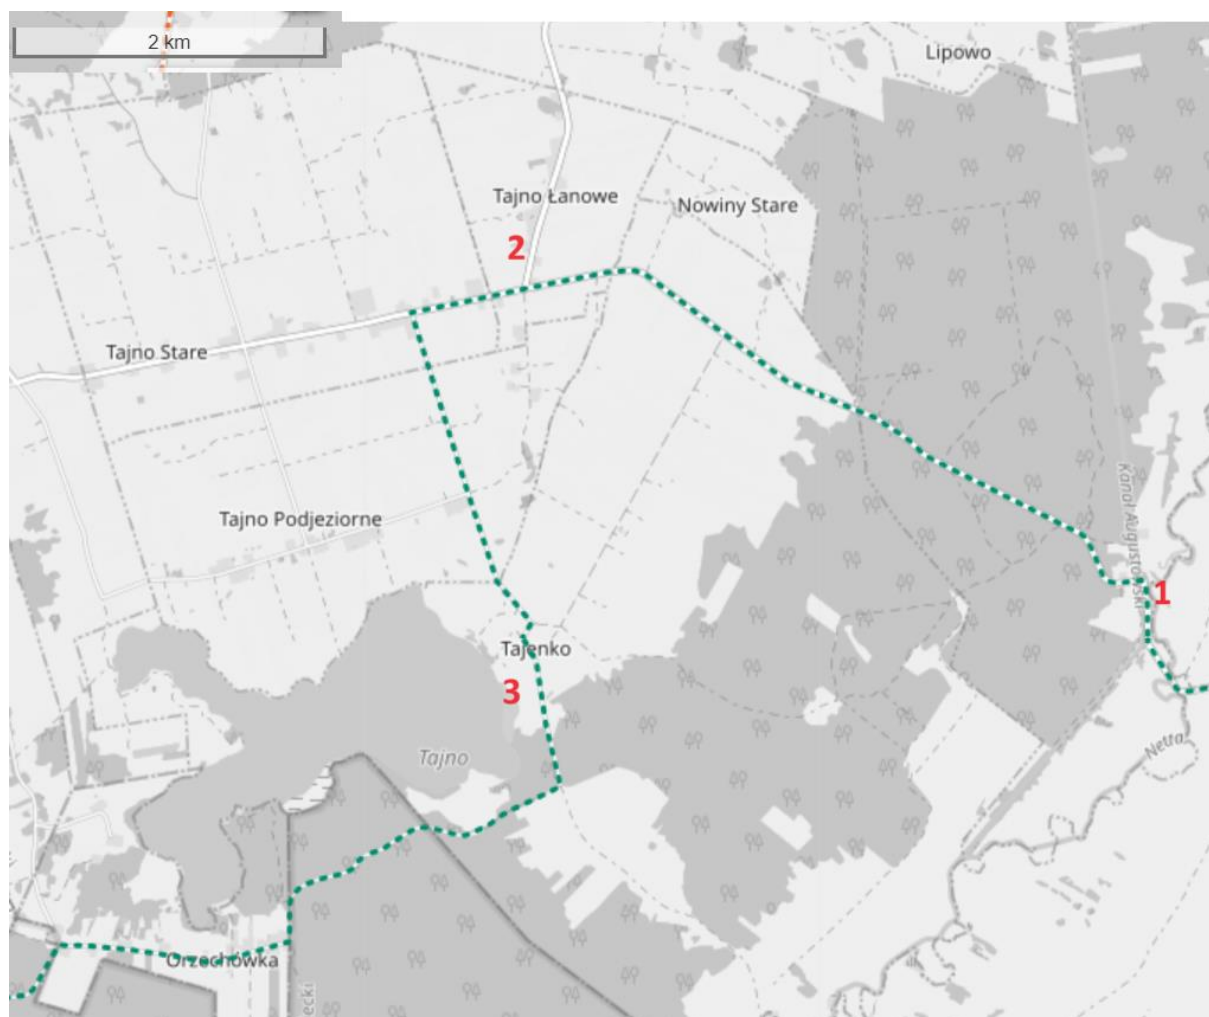 2 km
Lipowo
Tajno Łanowe
Nowiny Stare
2
Tajno Stare
Kanał Augustowski
Tajno Podjeziorne
1
Tajenko
3
Netta
Tajno
Orzechówka
ecki